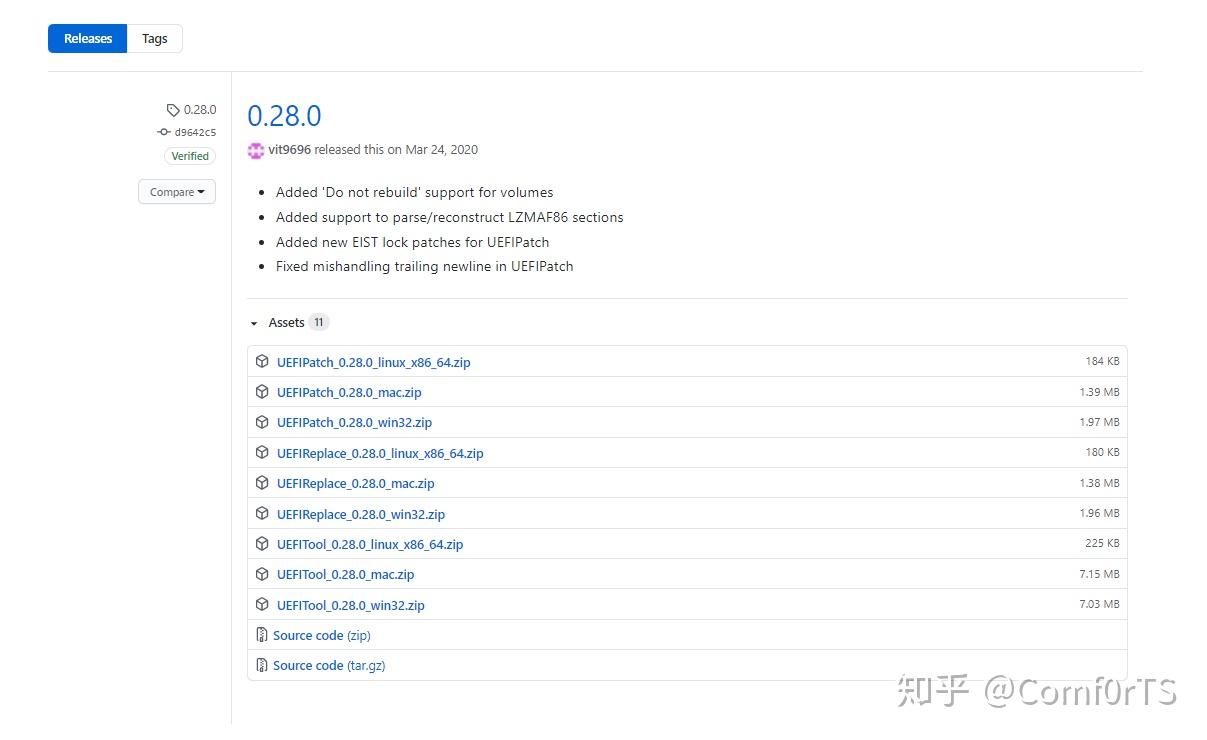 Releases Tags
0.28.0
d9642c5
Verified
Compare
0.28.0
vit9696 released this on Mar 24, 2020
Added 'Do not rebuild' support for volumes
Added support to parse/reconstruct LZMAF86 sections
Added new EIST lock patches for UEFIPatch
Fixed mishandling trailing newline in UEFIPatch
Assets 11
UEFIPatch_0.28.0_linux_x86_64.zip 184 KB
UEFIPatch_0.28.0_mac.zip 1.39 MB
UEFIPatch_0.28.0_win32.zip 1.97 MB
UEFIReplace_0.28.0_linux_x86_64.zip 180 KB
UEFIReplace_0.28.0_mac.zip 1.38 MB
UEFIReplace_0.28.0_win32.zip 1.96 MB
UEFITool_0.28.0_linux_x86_64.zip 225 KB
UEFITool_0.28.0_mac.zip 7.15 MB
UEFITool_0.28.0_win32.zip 7.03 MB
Source code (zip)
Source code (tar.gz)
知乎 @Comf0rTS